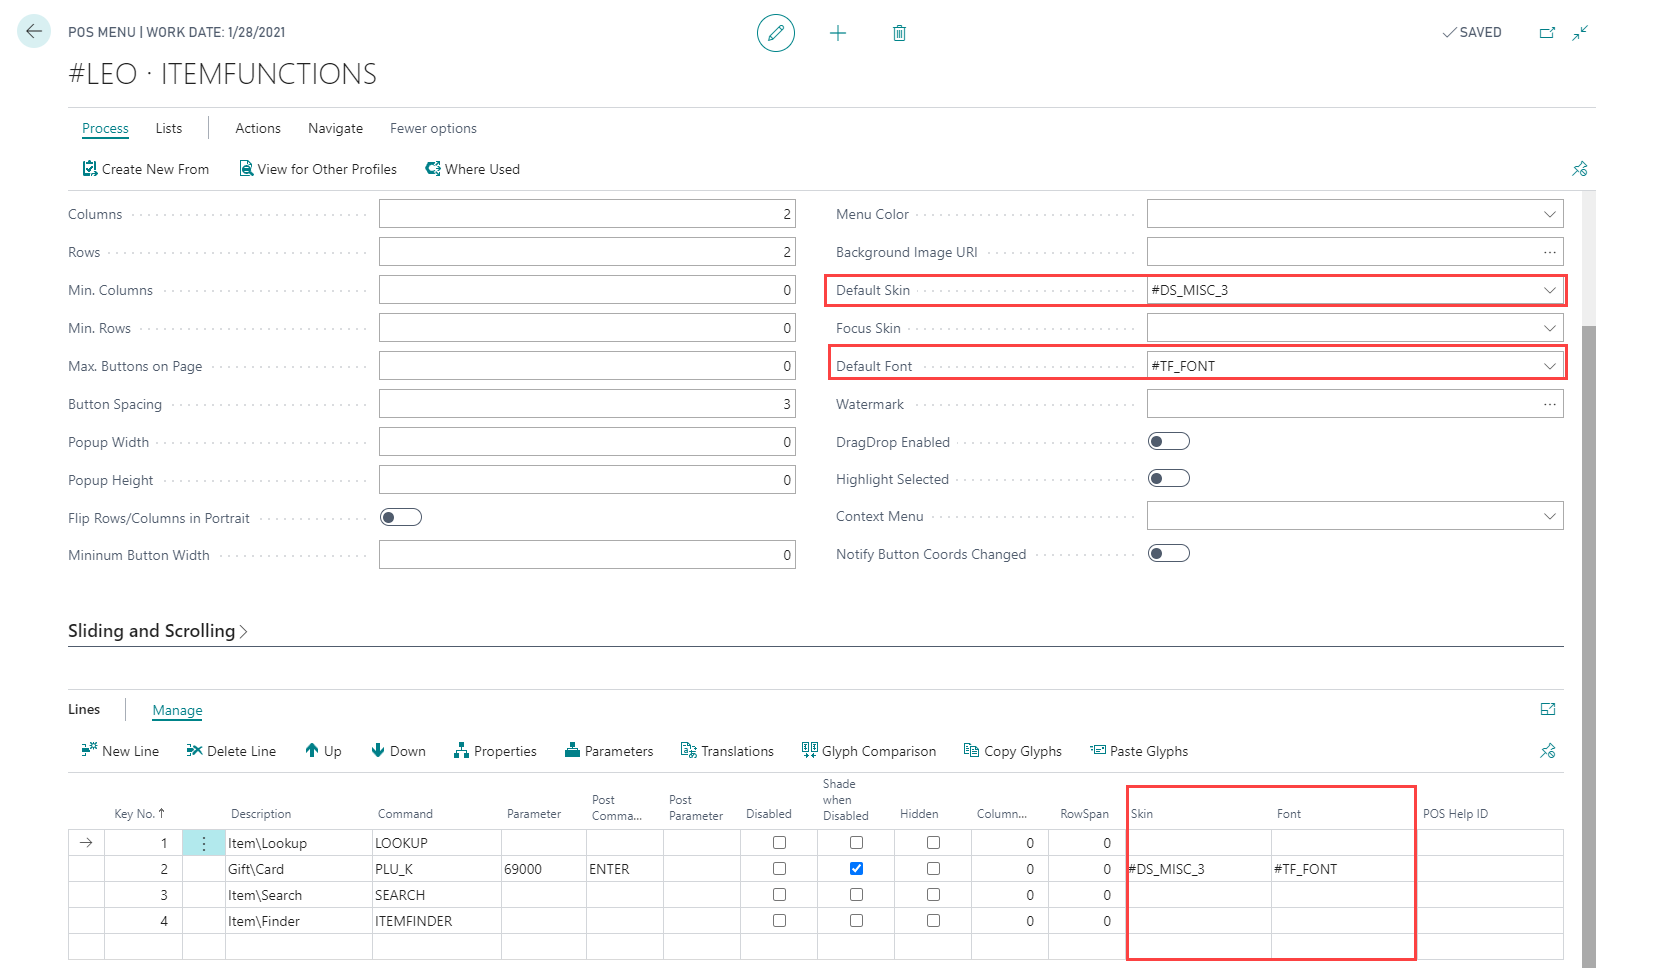 POS MENU | WORK DATE: 1/28/2021
SAVED
#LEO · ITEMFUNCTIONS
Process Lists Actions Navigate Fewer options
Create New From View for Other Profiles Where Used
Columns 2
Rows 2
Min. Columns 0
Min. Rows 0
Max. Buttons on Page 0
Button Spacing 3
Popup Width 0
Popup Height 0
Flip Rows/Columns in Portrait
Mininum Button Width 0
Menu Color
Background Image URI
Default Skin #DS_MISC_3
Focus Skin
Default Font #TF_FONT
Watermark
DragDrop Enabled
Highlight Selected
Context Menu
Notify Button Coords Changed
Sliding and Scrolling
Lines Manage
New Line Delete Line Up Down Properties Parameters Translations Glyph Comparison Copy Glyphs Paste Glyphs
Key No. ↑ Description Command Parameter Post Comma... Post Parameter Disabled Shade when Disabled Hidden Column... RowSpan Skin Font POS Help ID
1 Item\Lookup LOOKUP 0 0
2 Gift\Card PLU_K 69000 ENTER 0 0 #DS_MISC_3 #TF_FONT
3 Item\Search SEARCH 0 0
4 Item\Finder ITEMFINDER 0 0